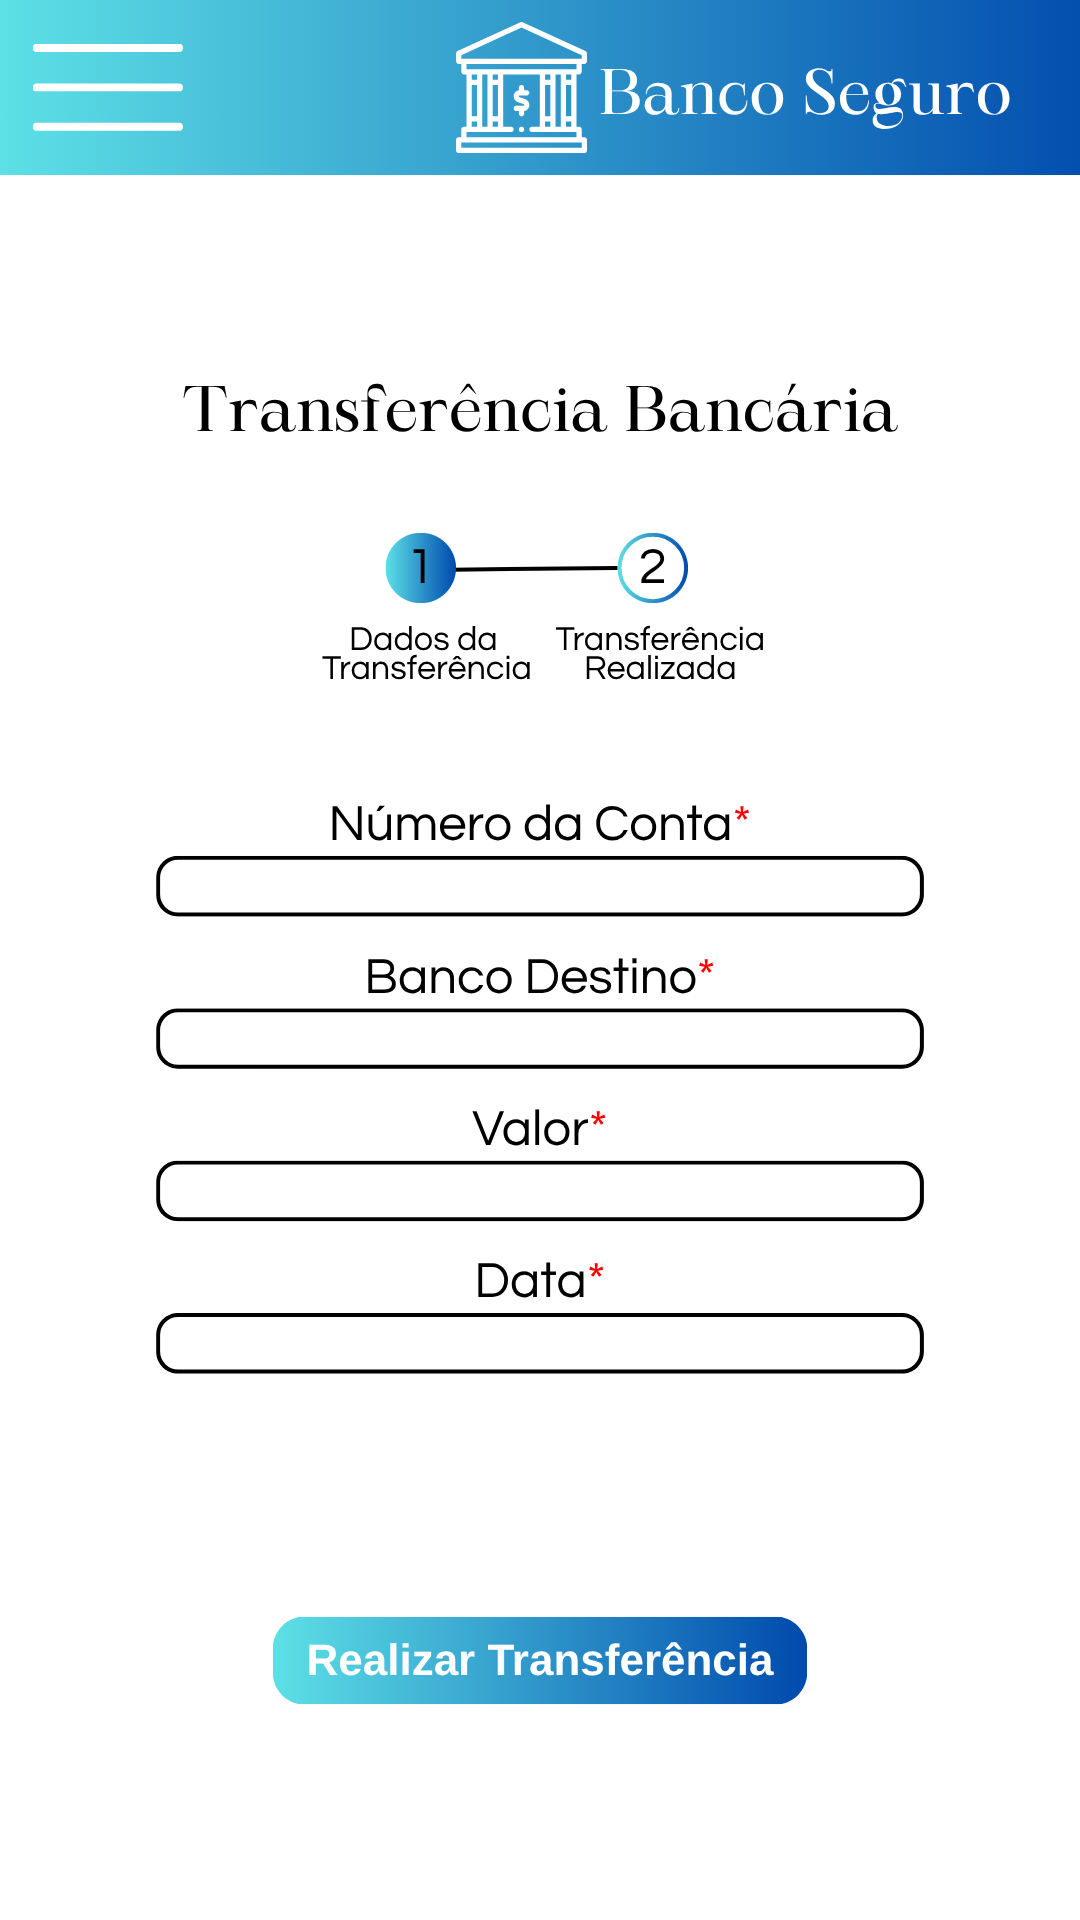 $ Banco Seguro
Transferência Bancária
1 2
Dados da
Transferência
Transferência
Realizada
Número da Conta*
Banco Destino*
Valor*
Data*
Realizar Transferência